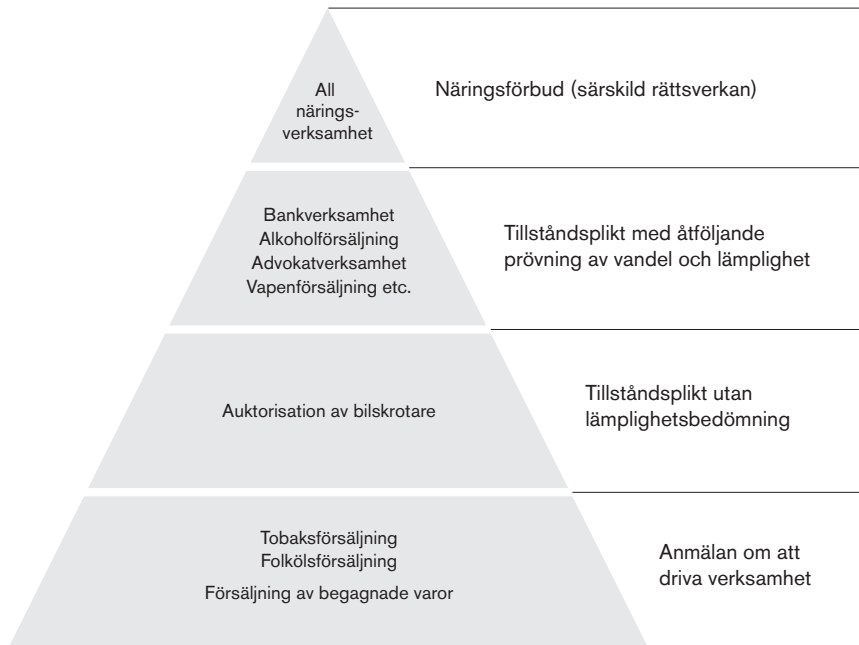 All
närings-
verksamhet
Näringsförbud (särskild rättsverkan)
Bankverksamhet
Alkoholförsäljning
Advokatverksamhet
Vapenförsäljning etc.
Tillståndsplikt med åtföljande
prövning av vandel och lämplighet
Auktorisation av bilskrotare
Tillståndsplikt utan
lämplighetsbedömning
Tobaksförsäljning
Folkölsförsäljning
Försäljning av begagnade varor
Anmälan om att
driva verksamhet